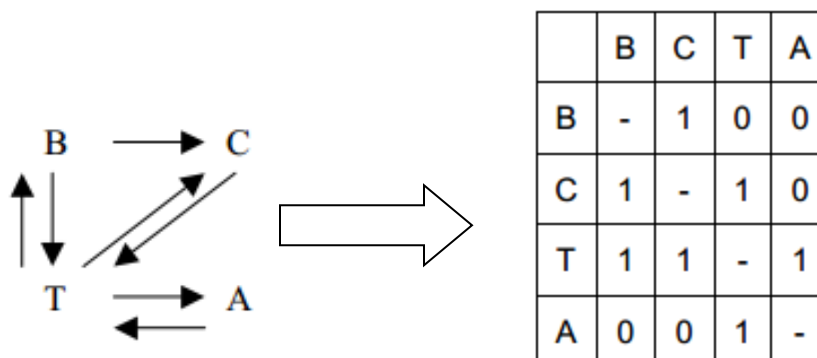 B C T A
B - 1 0 0
B C
C 1 - 1 0
T 1 1 - 1
T A
A 0 0 1 -